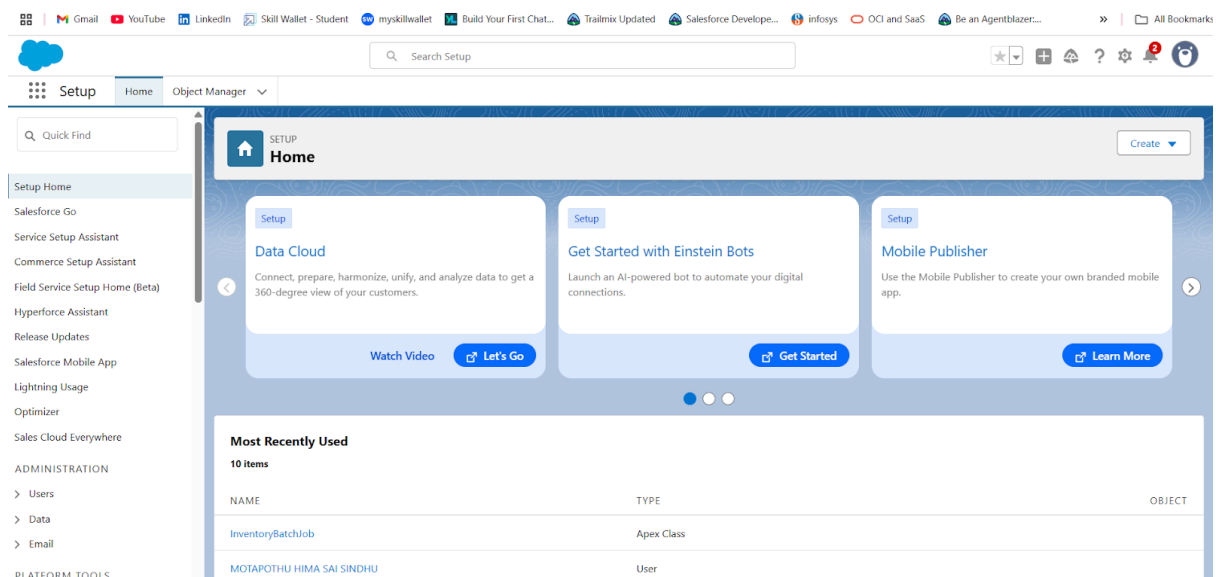 Gmail YouTube LinkedIn Skill Wallet - Student myskillwallet Build Your First Chat... Trailmix Updated Salesforce Develope... infosys OCI and SaaS Be an Agentblazer:... » All Bookmarks
Search Setup
2
Setup Home Object Manager
Quick Find
Setup Home
Salesforce Go
Service Setup Assistant
Commerce Setup Assistant
Field Service Setup Home (Beta)
Hyperforce Assistant
Release Updates
Salesforce Mobile App
Lightning Usage
Optimizer
Sales Cloud Everywhere
ADMINISTRATION
Users
Data
Email
PLATFORM TOOLS
SETUP
Home
Create
Setup
Data Cloud
Connect, prepare, harmonize, unify, and analyze data to get a
360-degree view of your customers.
Watch Video Let's Go
Setup
Get Started with Einstein Bots
Launch an AI-powered bot to automate your digital
connections.
Get Started
Setup
Mobile Publisher
Use the Mobile Publisher to create your own branded mobile
app.
Learn More
Most Recently Used
10 items
NAME TYPE OBJECT
InventoryBatchJob Apex Class
MOTAPOTHU HIMA SAI SINDHU User